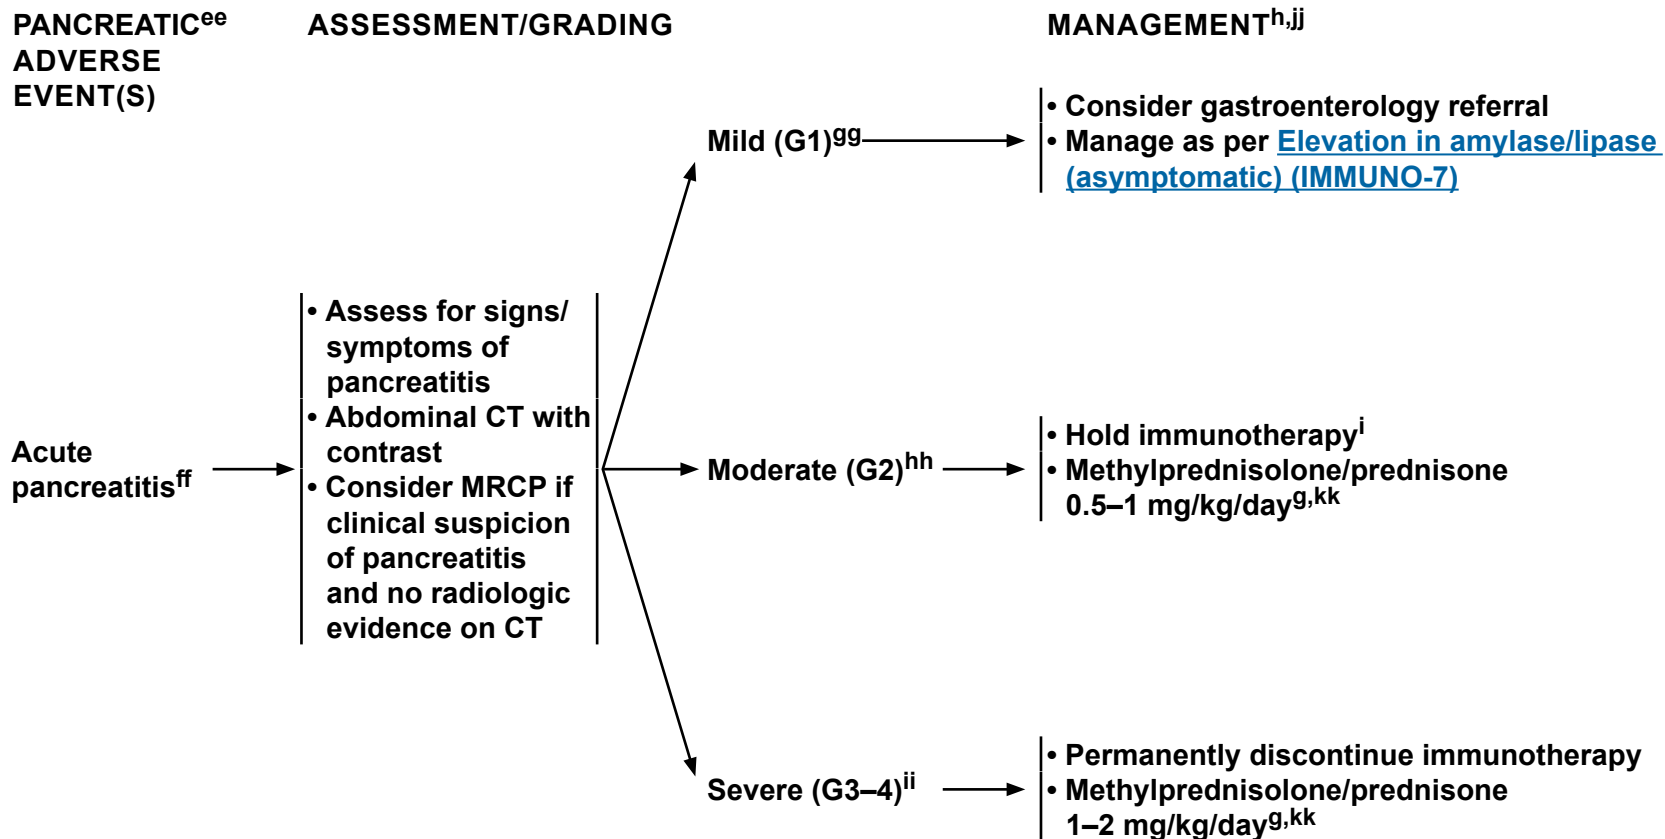 PANCREATICee
ADVERSE
EVENT(S)
ASSESSMENT/GRADING
MANAGEMENTh,jj
Acute
pancreatitisff
• Assess for signs/
symptoms of
pancreatitis
• Abdominal CT with
contrast
• Consider MRCP if
clinical suspicion
of pancreatitis
and no radiologic
evidence on CT
Mild (G1)gg
• Consider gastroenterology referral
• Manage as per Elevation in amylase/lipase
(asymptomatic) (IMMUNO-7)
Moderate (G2)hh
• Hold immunotherapyi
• Methylprednisolone/prednisone
0.5–1 mg/kg/dayg,kk
Severe (G3–4)ii
• Permanently discontinue immunotherapy
• Methylprednisolone/prednisone
1–2 mg/kg/dayg,kk